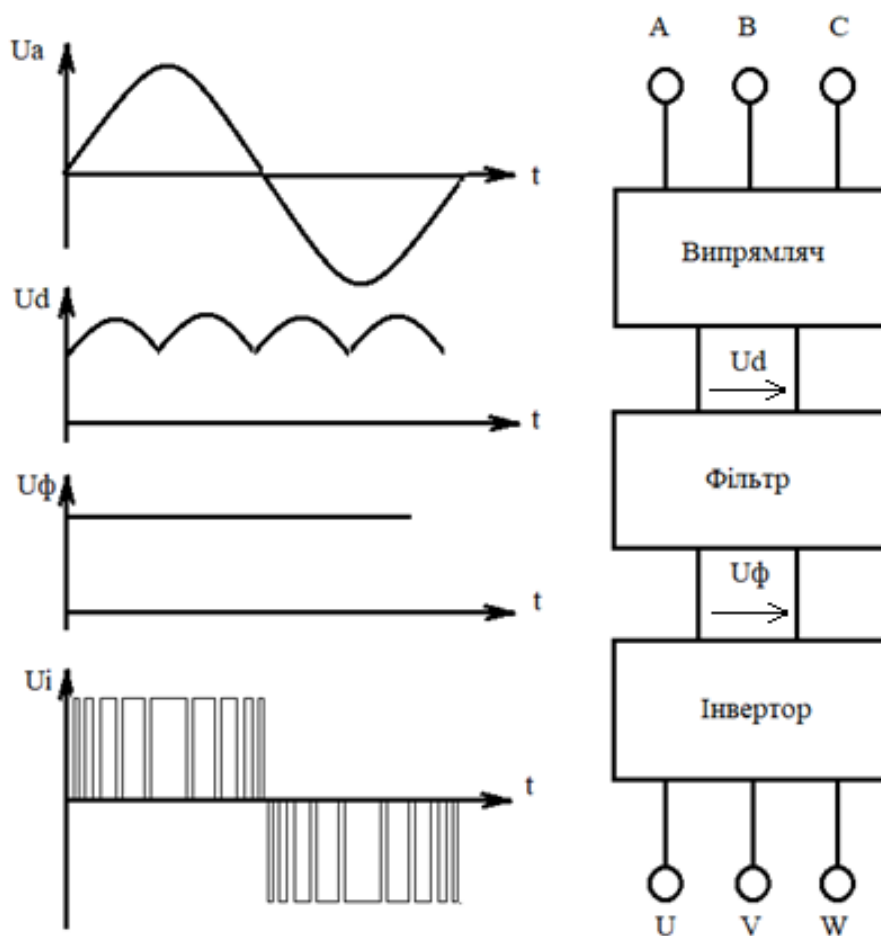 A B C
Ua
t
Випрямляч
Ud
t
Ud
Uф
t
Фільтр
Uф
Ui
t
Інвертор
U V W